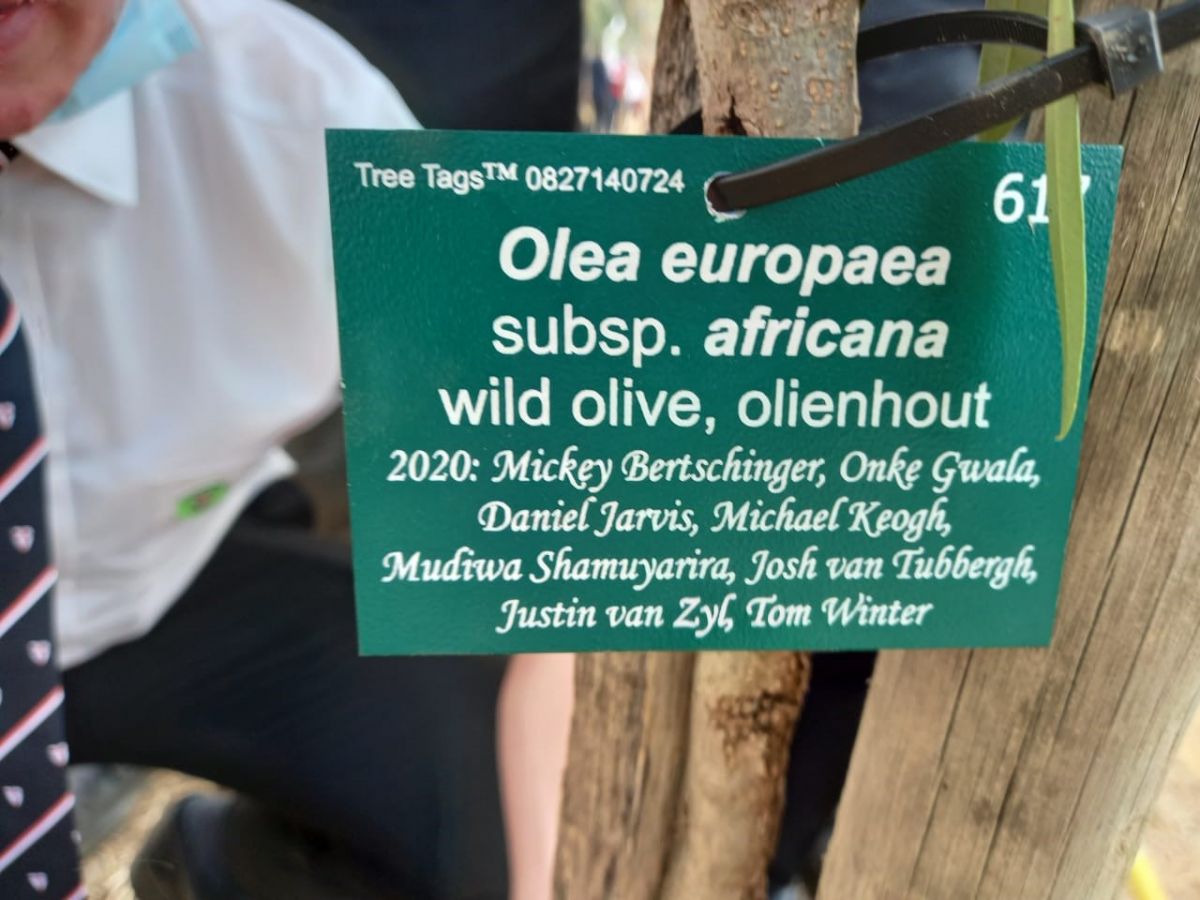 Tree Tags™ 0827140724
617
Olea europaea
subsp. africana
wild olive, olienhout
2020: Mickey Bertschinger, Onke Gwala,
Daniel Jarvis, Michael Keogh,
Mudiwa Shamuyarira, Josh van Tubbergh,
Justin van Zyl, Tom Winter